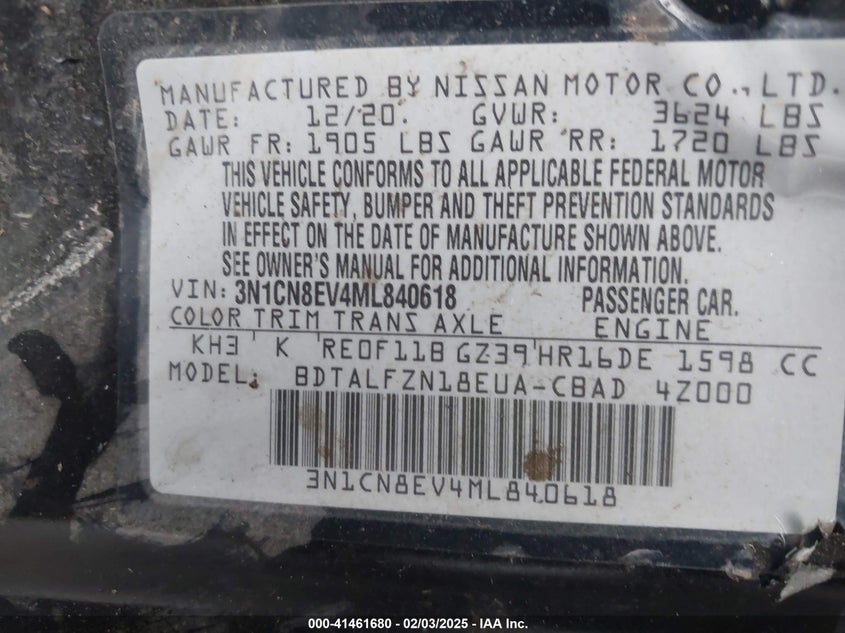 MANUFACTURED BY NISSAN MOTOR CO., LTD.
DATE: 12/20. GVWR: 3624 LBS
GAWR FR: 1905 LBS GAWR RR: 1720 LBS
THIS VEHICLE CONFORMS TO ALL APPLICABLE FEDERAL MOTOR
VEHICLE SAFETY, BUMPER AND THEFT PREVENTION STANDARDS
IN EFFECT ON THE DATE OF MANUFACTURE SHOWN ABOVE.
SEE OWNER'S MANUAL FOR ADDITIONAL INFORMATION.
VIN: 3N1CN8EV4ML840618 PASSENGER CAR.
COLOR TRIM TRANS AXLE ENGINE
KH3 K RE0F11B GZ39 HR16DE 1598 CC
MODEL: BDTALFZN18EUA-CBAD 4Z000
3N1CN8EV4ML840618
000-41461680 - 02/03/2025 - IAA Inc.